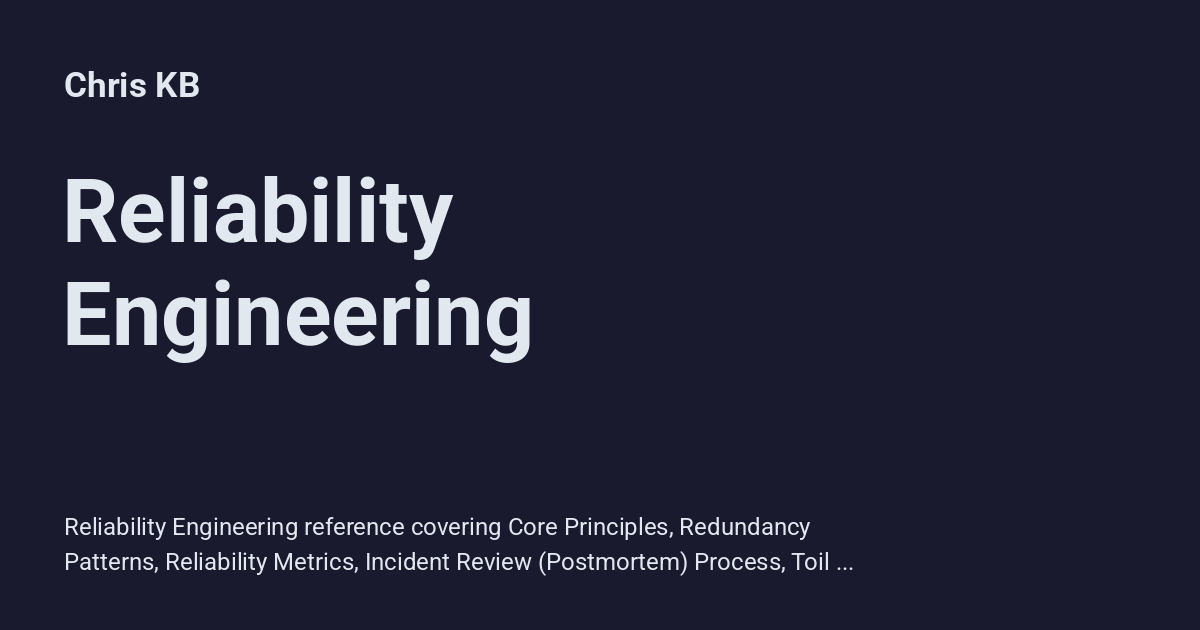 Chris KB
Reliability
Engineering
Reliability Engineering reference covering Core Principles, Redundancy
Patterns, Reliability Metrics, Incident Review (Postmortem) Process, Toil ...